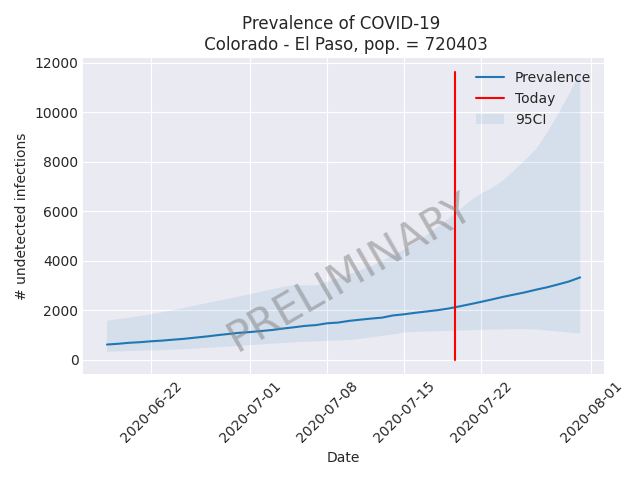 Prevalence of COVID-19
Colorado - El Paso, pop. = 720403
12000
10000
8000
6000
4000
2000
0
# undetected infections
Prevalence
Today
95CI
PRELIMINARY
2020-06-22
2020-07-01
2020-07-08
2020-07-15
2020-07-22
2020-08-01
Date